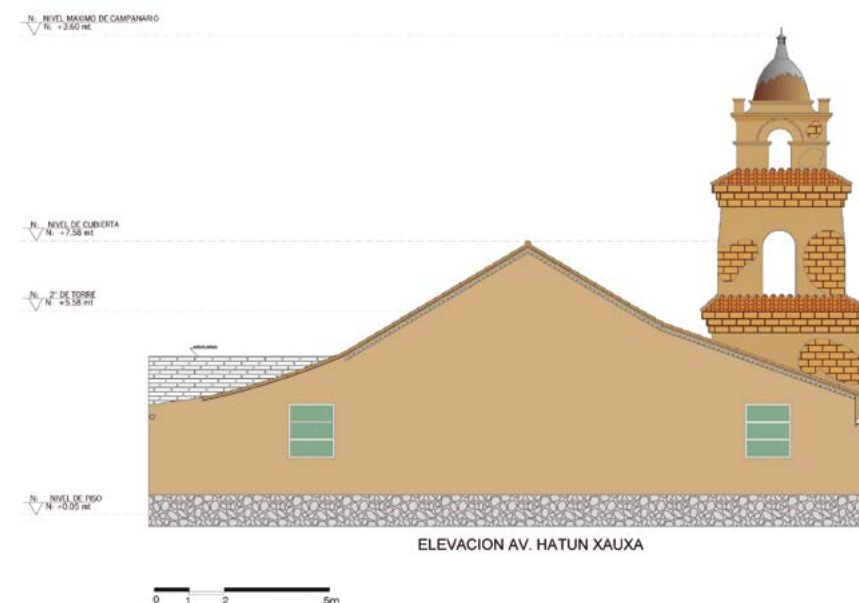 N: NIVEL MAXIMO DE CAMPANARIO
N: +3.60 mt
N: NIVEL DE CUBIERTA
N: +7.58 mt
N: 2° DE TORRE
N: +5.58 mt
N: NIVEL DE PISO
N: +0.05 mt
ELEVACION AV. HATUN XAUXA
0 1 2 5m